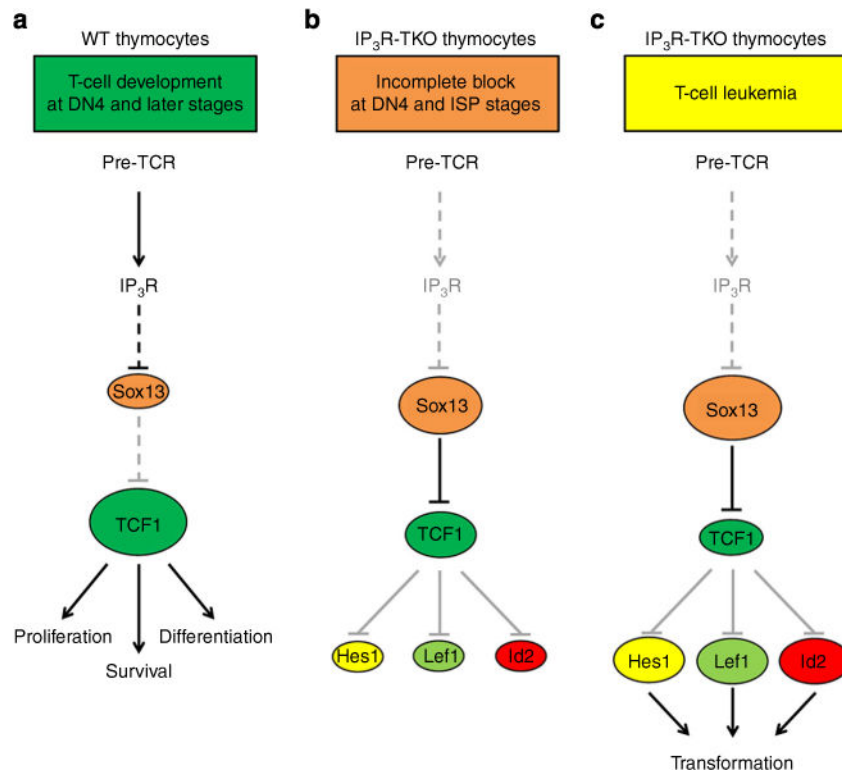 a
WT thymocytes
T-cell development
at DN4 and later stages
Pre-TCR
IP₃R
Sox13
TCF1
Proliferation
Differentiation
Survival
b
IP₃R-TKO thymocytes
Incomplete block
at DN4 and ISP stages
Pre-TCR
IP₃R
Sox13
TCF1
Hes1
Lef1
Id2
c
IP₃R-TKO thymocytes
T-cell leukemia
Pre-TCR
IP₃R
Sox13
TCF1
Hes1
Lef1
Id2
Transformation